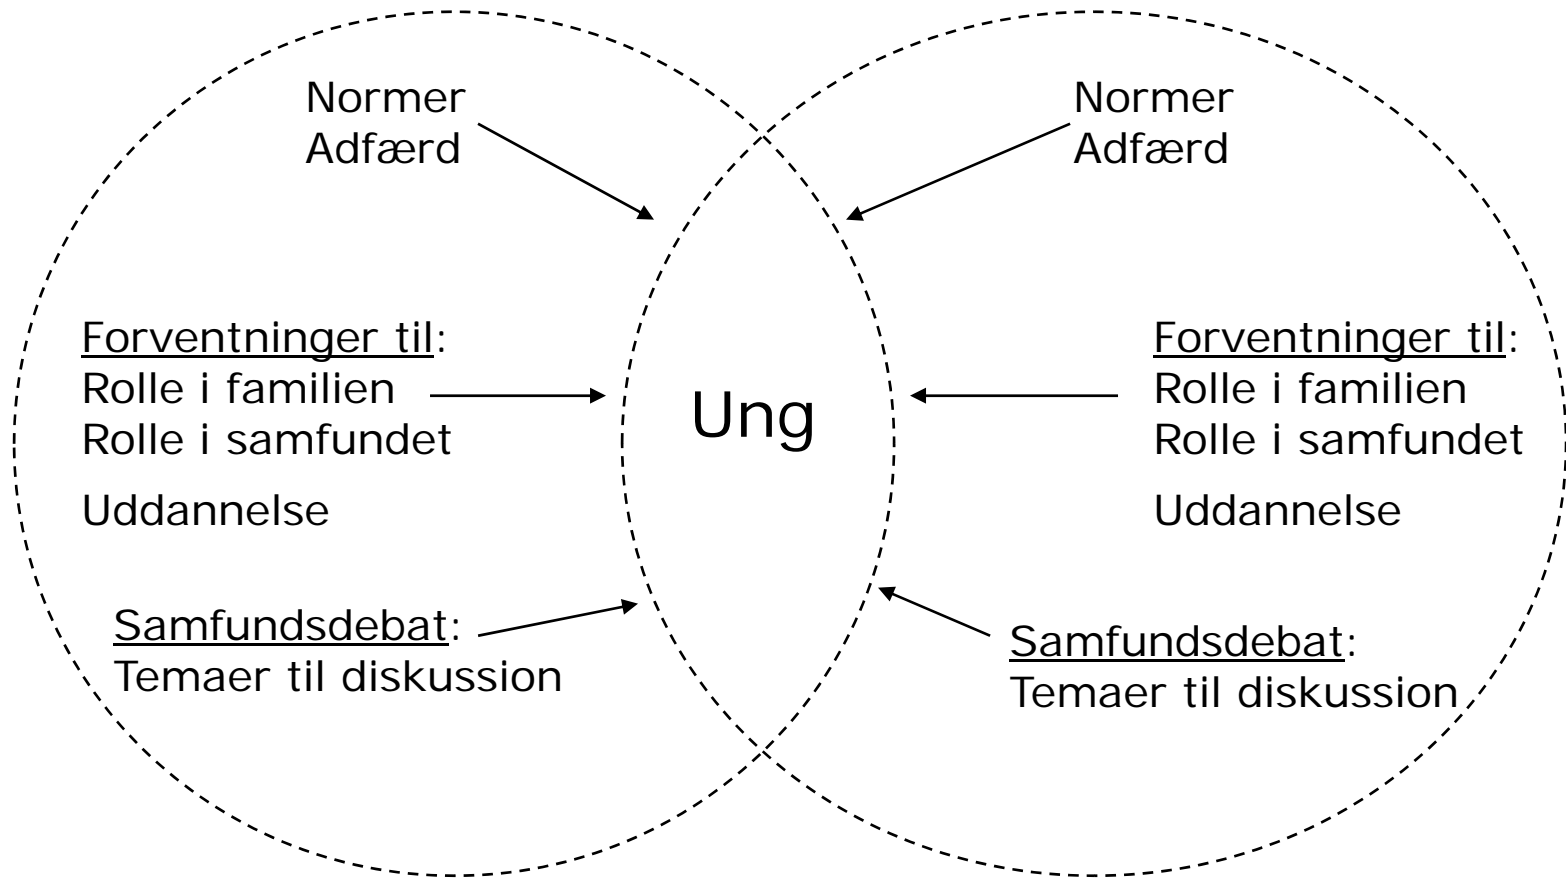 Normer
Adfærd
Forventninger til:
Rolle i familien
Rolle i samfundet
Uddannelse
Samfundsdebat:
Temaer til diskussion
Ung
Normer
Adfærd
Forventninger til:
Rolle i familien
Rolle i samfundet
Uddannelse
Samfundsdebat:
Temaer til diskussion